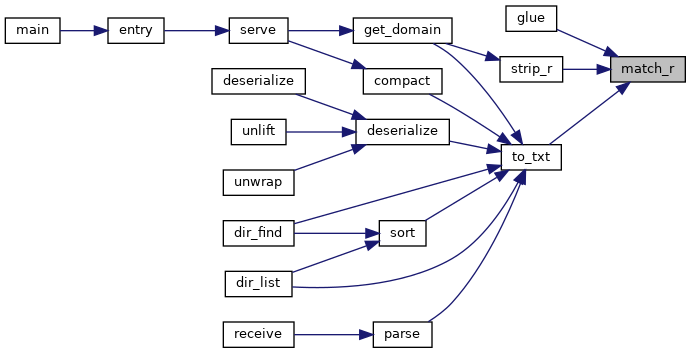 glue
main
entry
serve
get_domain
strip_r
match_r
deserialize
compact
unlift
deserialize
to_txt
unwrap
dir_find
sort
dir_list
receive
parse